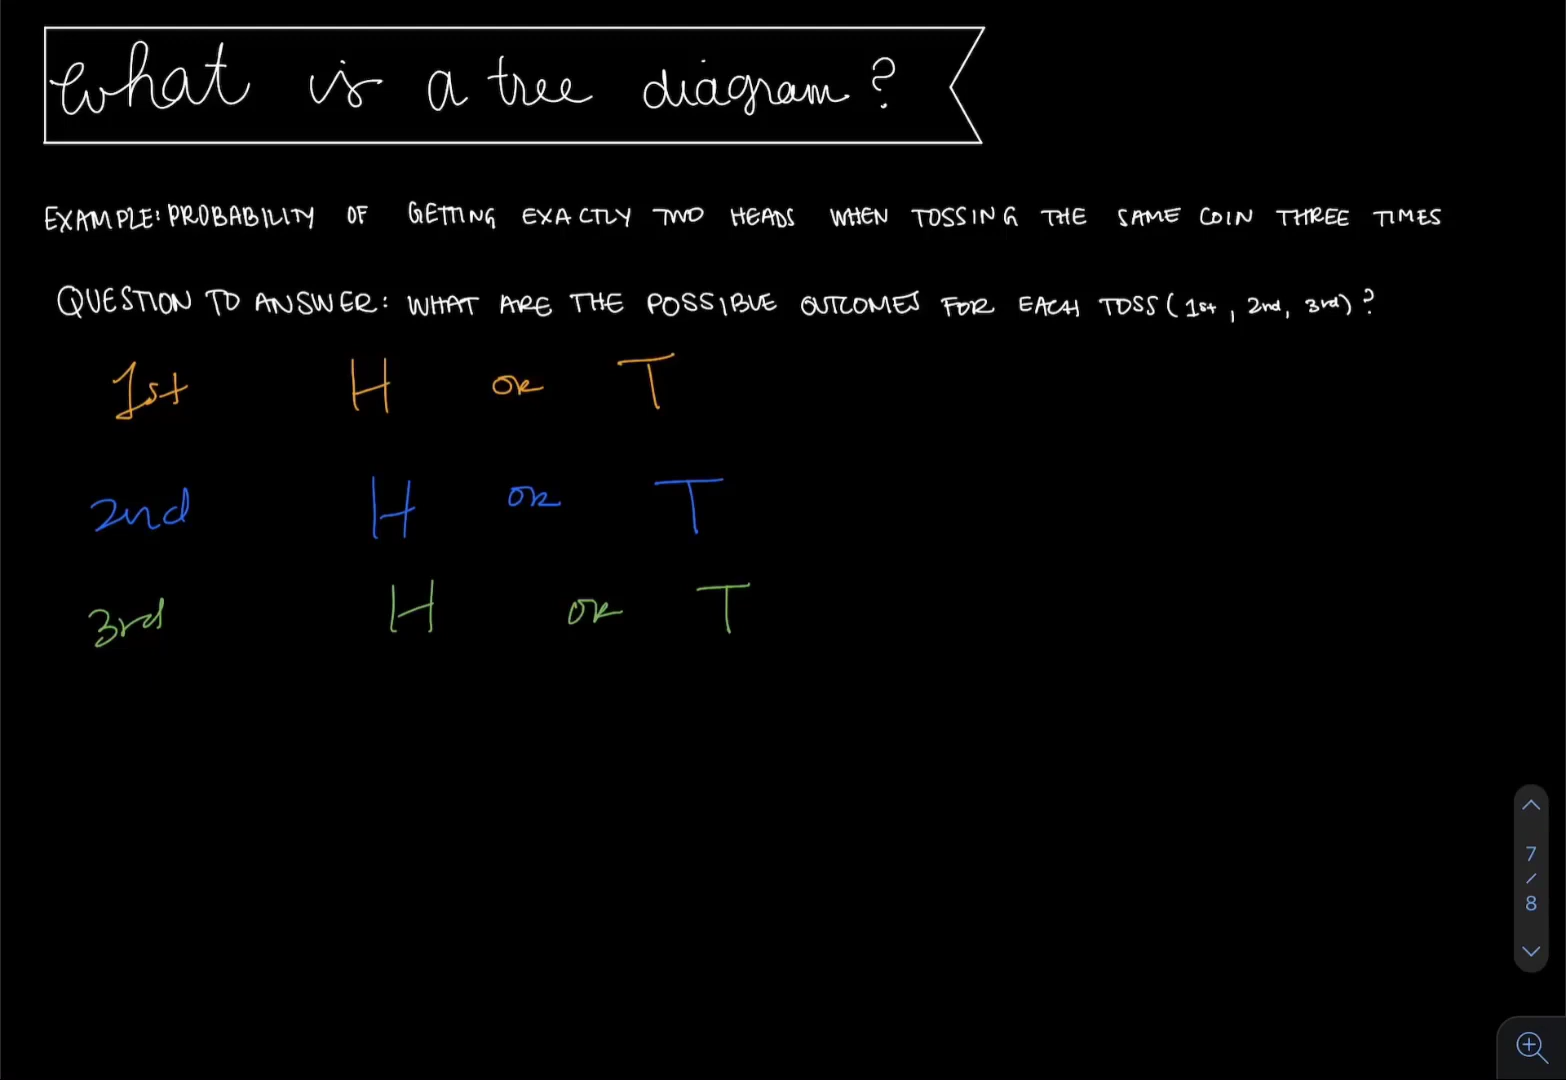 What is a tree diagram?
EXAMPLE: PROBABILITY OF GETTING EXACTLY TWO HEADS WHEN TOSSING THE SAME COIN THREE TIMES
QUESTION TO ANSWER: WHAT ARE THE POSSIBLE OUTCOMES FOR EACH TOSS (1st, 2nd, 3rd)?
1st H OR T
2nd H OR T
3rd H OR T
7
/
8